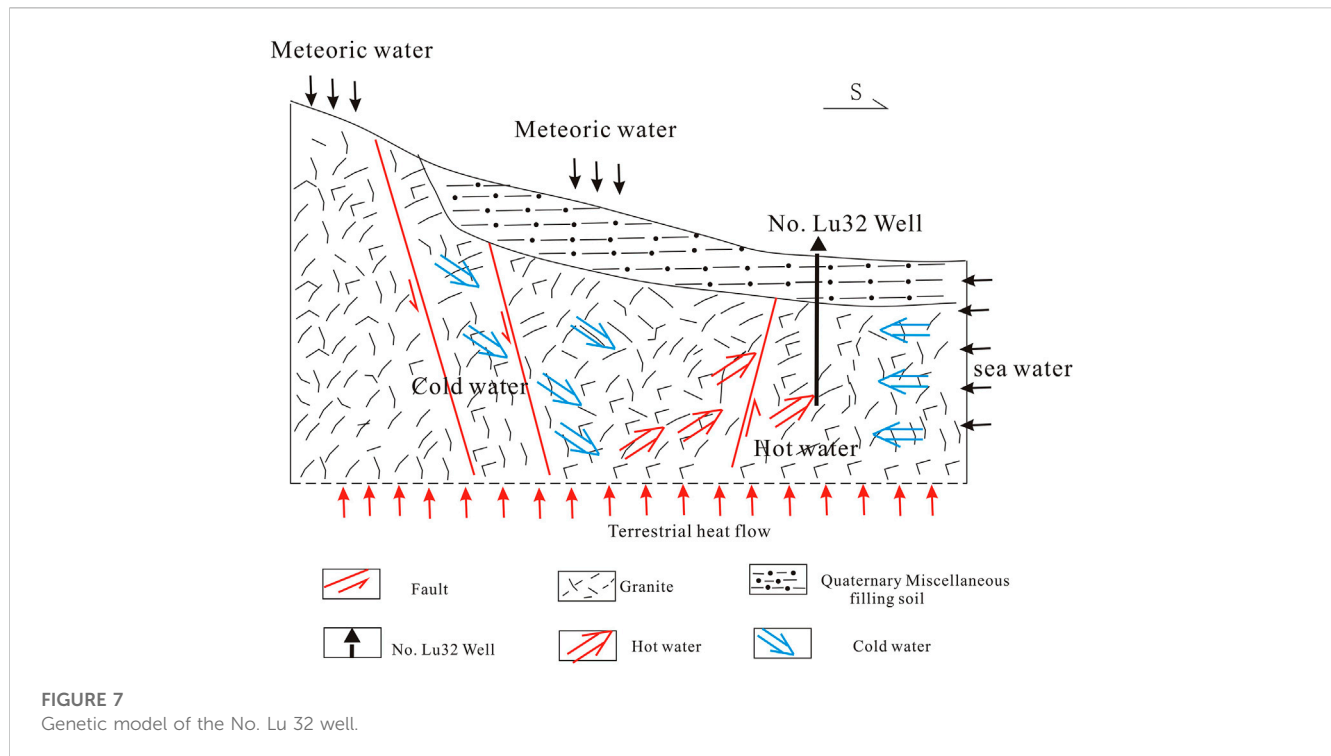 Meteoric water
S
Meteoric water
No. Lu32 Well
Cold water
sea water
Hot water
Terrestrial heat flow
Fault
Granite
Quaternary Miscellaneous
filling soil
No. Lu32 Well
Hot water
Cold water
FIGURE 7
Genetic model of the No. Lu 32 well.